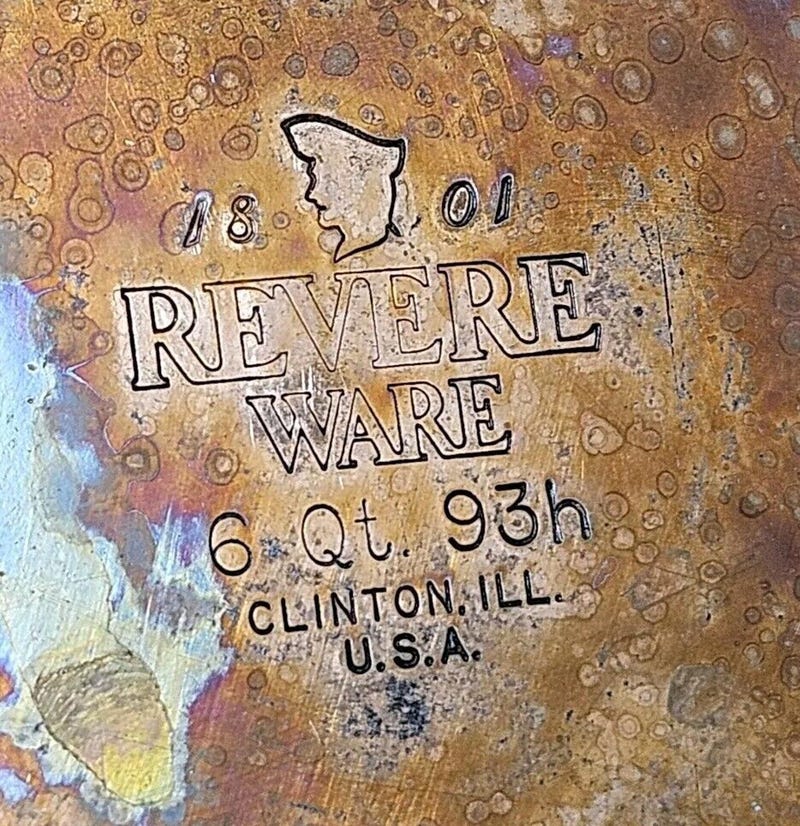 18 01
REVERE
WARE
6 Qt. 93h
CLINTON, ILL.
U.S.A.